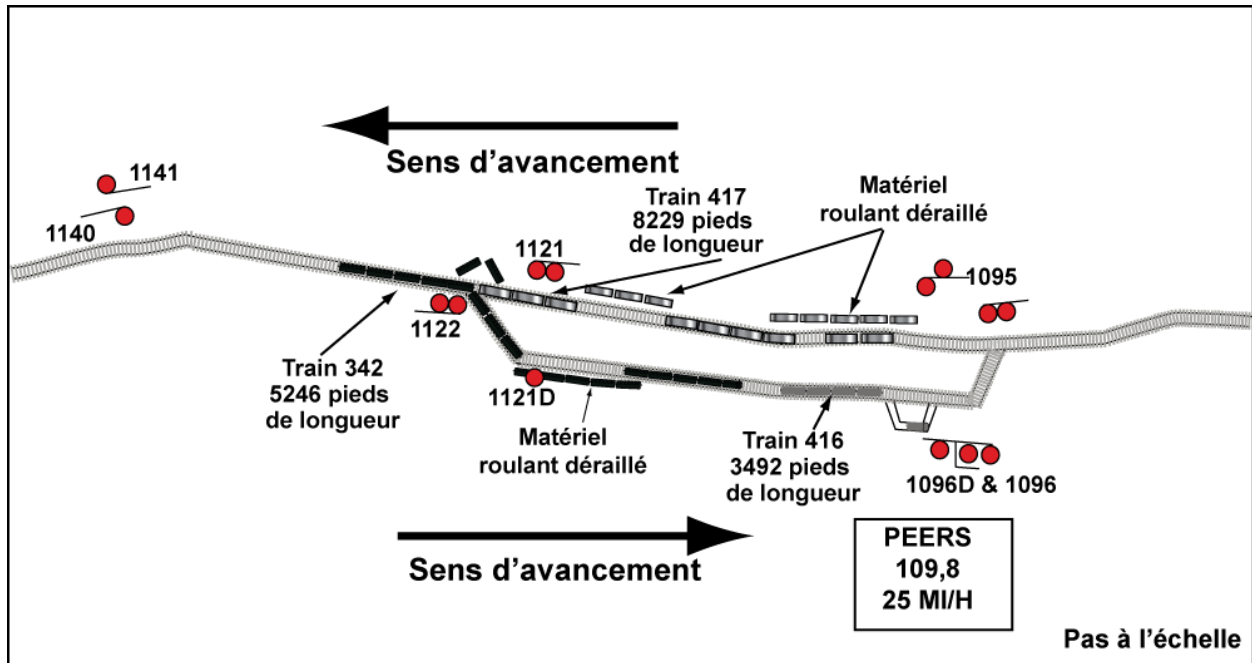 Sens d'avancement
1141
1140
Train 417
8229 pieds
de longueur
Matériel
roulant déraillé
1121
1095
1122
Train 342
5246 pieds
de longueur
1121D
Matériel
roulant déraillé
Train 416
3492 pieds
de longueur
1096D & 1096
Sens d'avancement
PEERS
109,8
25 MI/H
Pas à l'échelle